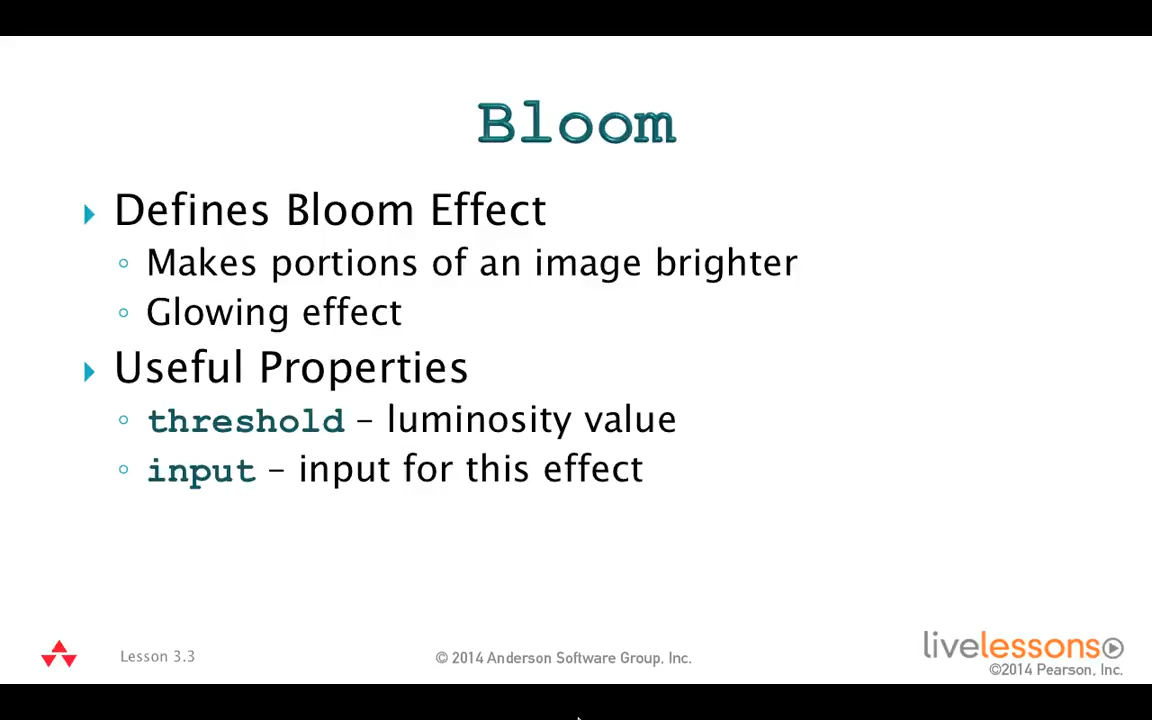 Bloom
Defines Bloom Effect
Makes portions of an image brighter
Glowing effect
Useful Properties
threshold – luminosity value
input – input for this effect
Lesson 3.3
© 2014 Anderson Software Group, Inc.
livelessons
©2014 Pearson, Inc.